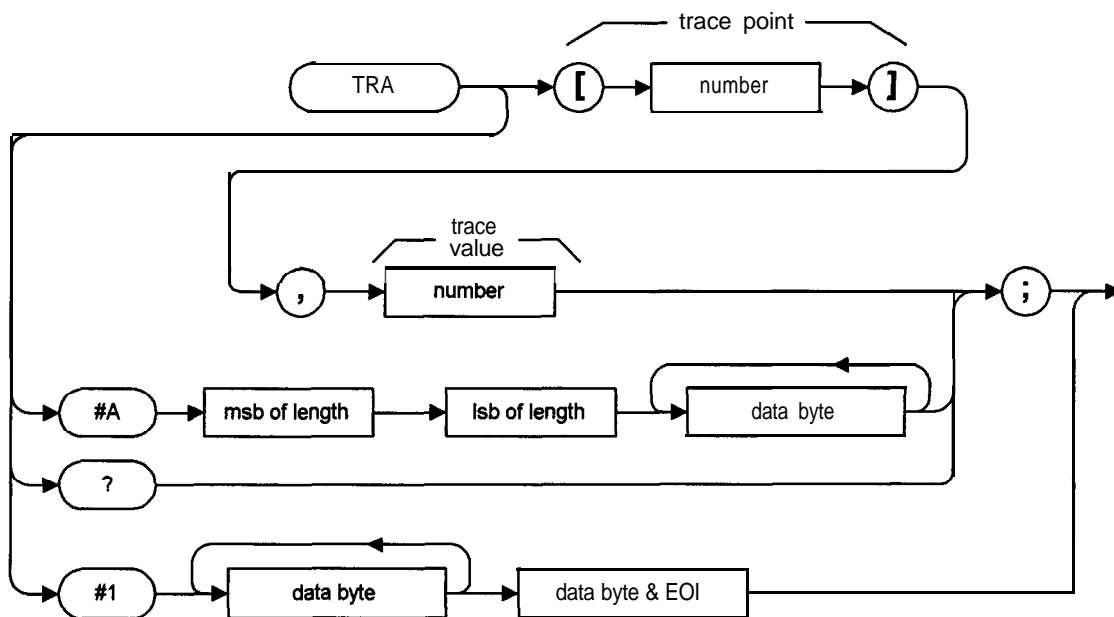 trace point
TRA [ number ]
trace
value
, number ;
#A msb of length lsb of length data byte
?
#1 data byte data byte & EOI